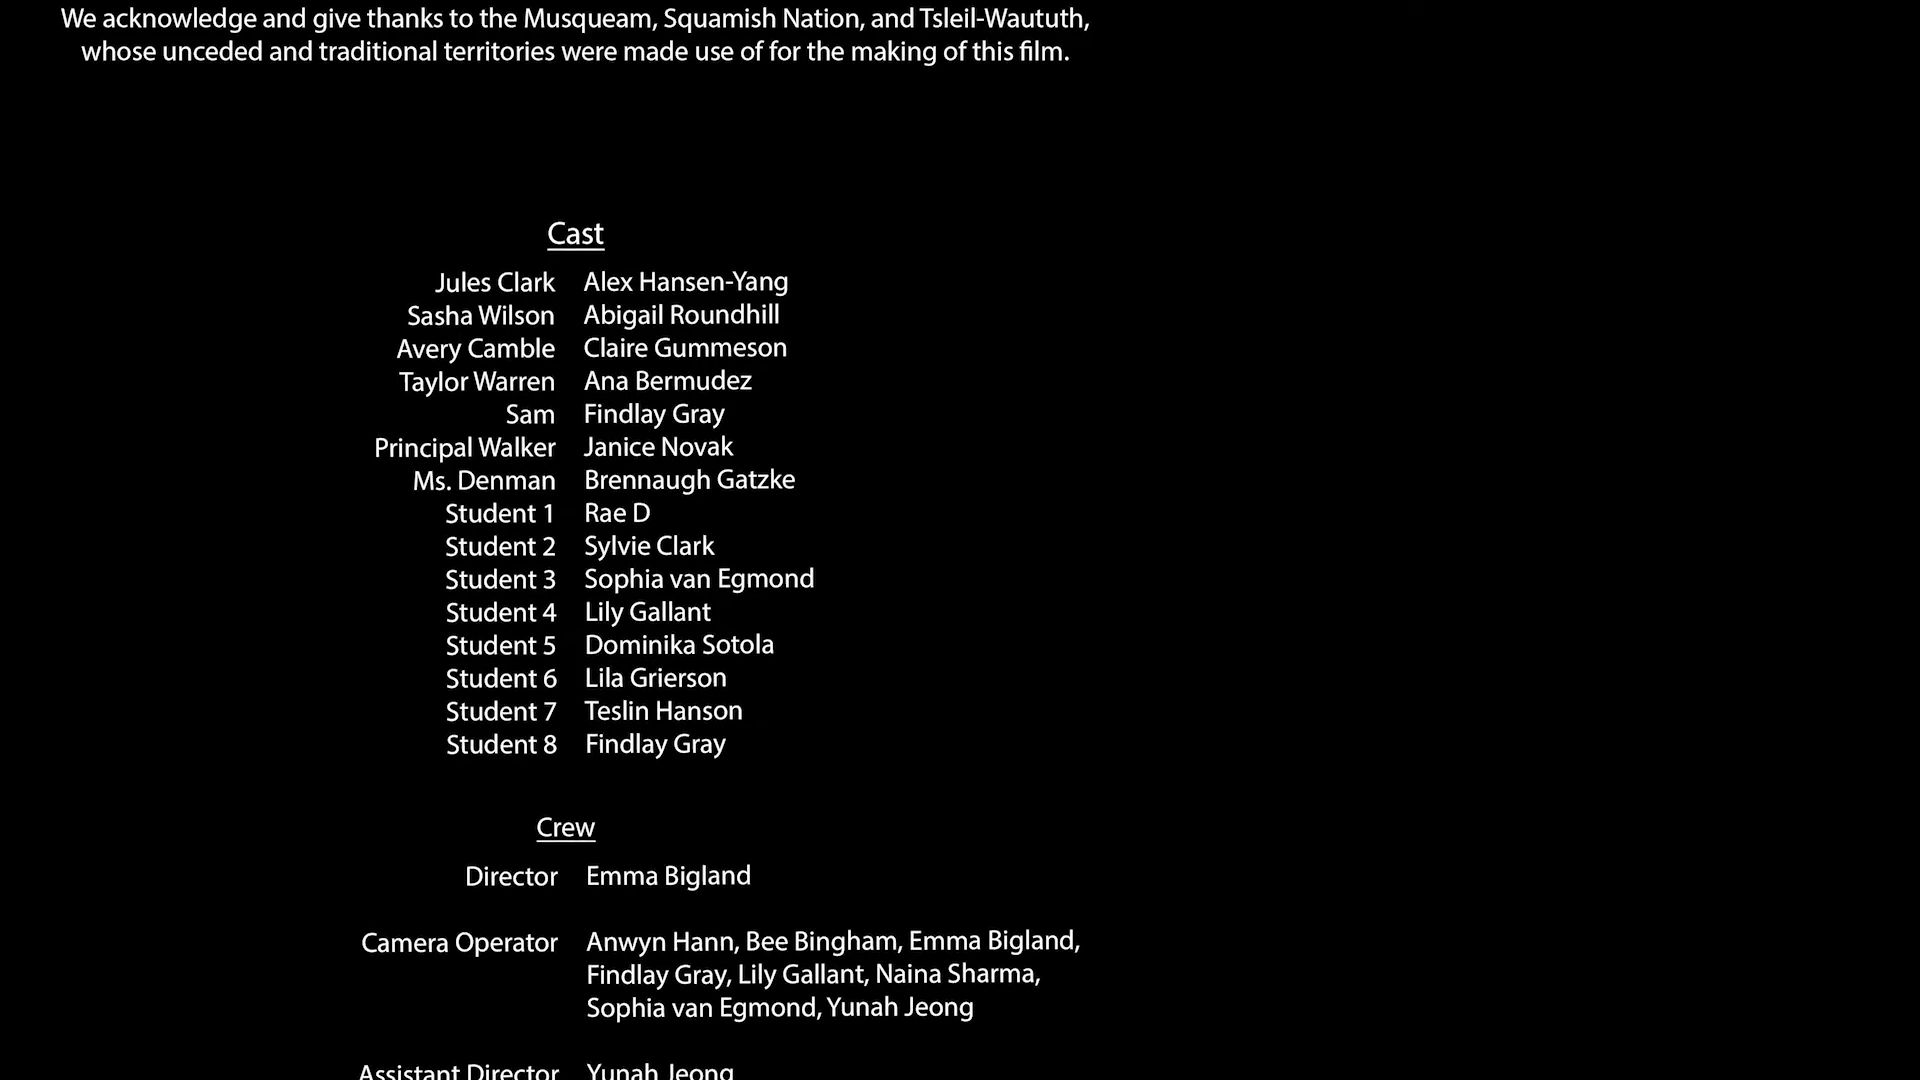 We acknowledge and give thanks to the Musqueam, Squamish Nation, and Tsleil-Waututh,
whose unceded and traditional territories were made use of for the making of this film.
Cast
Jules Clark Alex Hansen-Yang
Sasha Wilson Abigail Roundhill
Avery Camble Claire Gummeson
Taylor Warren Ana Bermudez
Sam Findlay Gray
Principal Walker Janice Novak
Ms. Denman Brennaugh Gatzke
Student 1 Rae D
Student 2 Sylvie Clark
Student 3 Sophia van Egmond
Student 4 Lily Gallant
Student 5 Dominika Sotola
Student 6 Lila Grierson
Student 7 Teslin Hanson
Student 8 Findlay Gray
Crew
Director Emma Bigland
Camera Operator Anwyn Hann, Bee Bingham, Emma Bigland,
Findlay Gray, Lily Gallant, Naina Sharma,
Sophia van Egmond, Yunah Jeong
Assistant Director Yunah Jeong